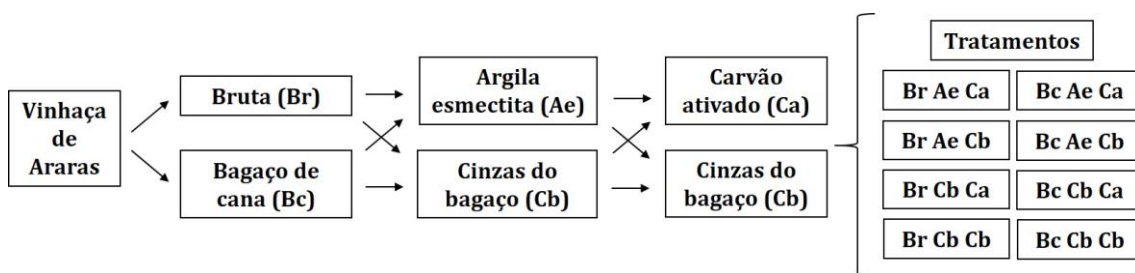 Vinhaça
de
Araras
Bruta (Br)
Bagaço de
cana (Bc)
Argila
esmectita (Ae)
Cinzas do
bagaço (Cb)
Carvão
ativado (Ca)
Cinzas do
bagaço (Cb)
Tratamentos
Br Ae Ca
Bc Ae Ca
Br Ae Cb
Bc Ae Cb
Br Cb Ca
Bc Cb Ca
Br Cb Cb
Bc Cb Cb